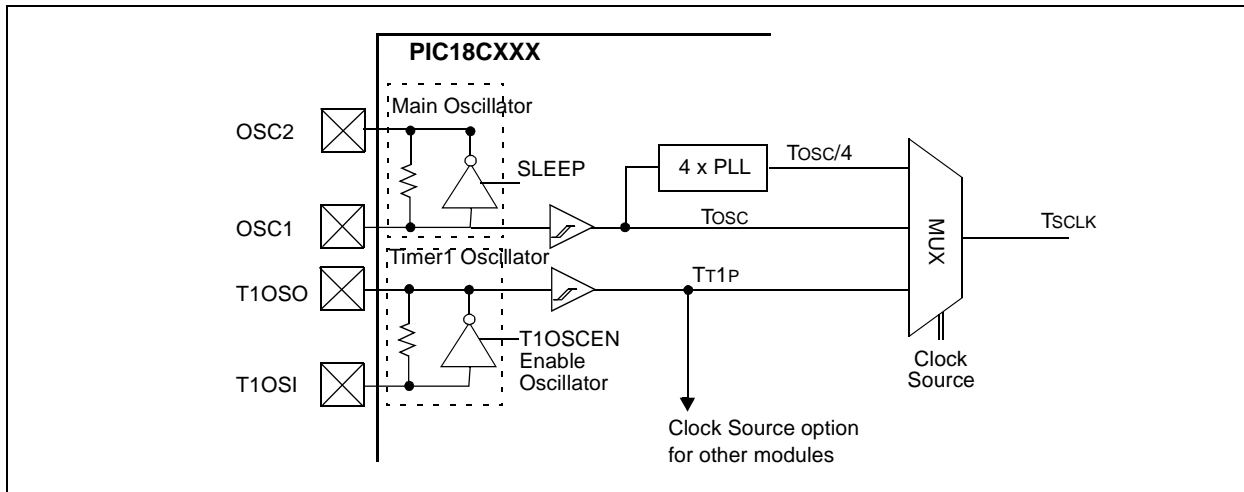 PIC18CXXX
Main Oscillator
OSC2
SLEEP
4 x PLL
TOSC/4
OSC1
TOSC
MUX
TSCLK
Timer1 Oscillator
T1OSO
TT1P
T1OSCEN
Enable
Oscillator
T1OSI
Clock
Source
Clock Source option
for other modules